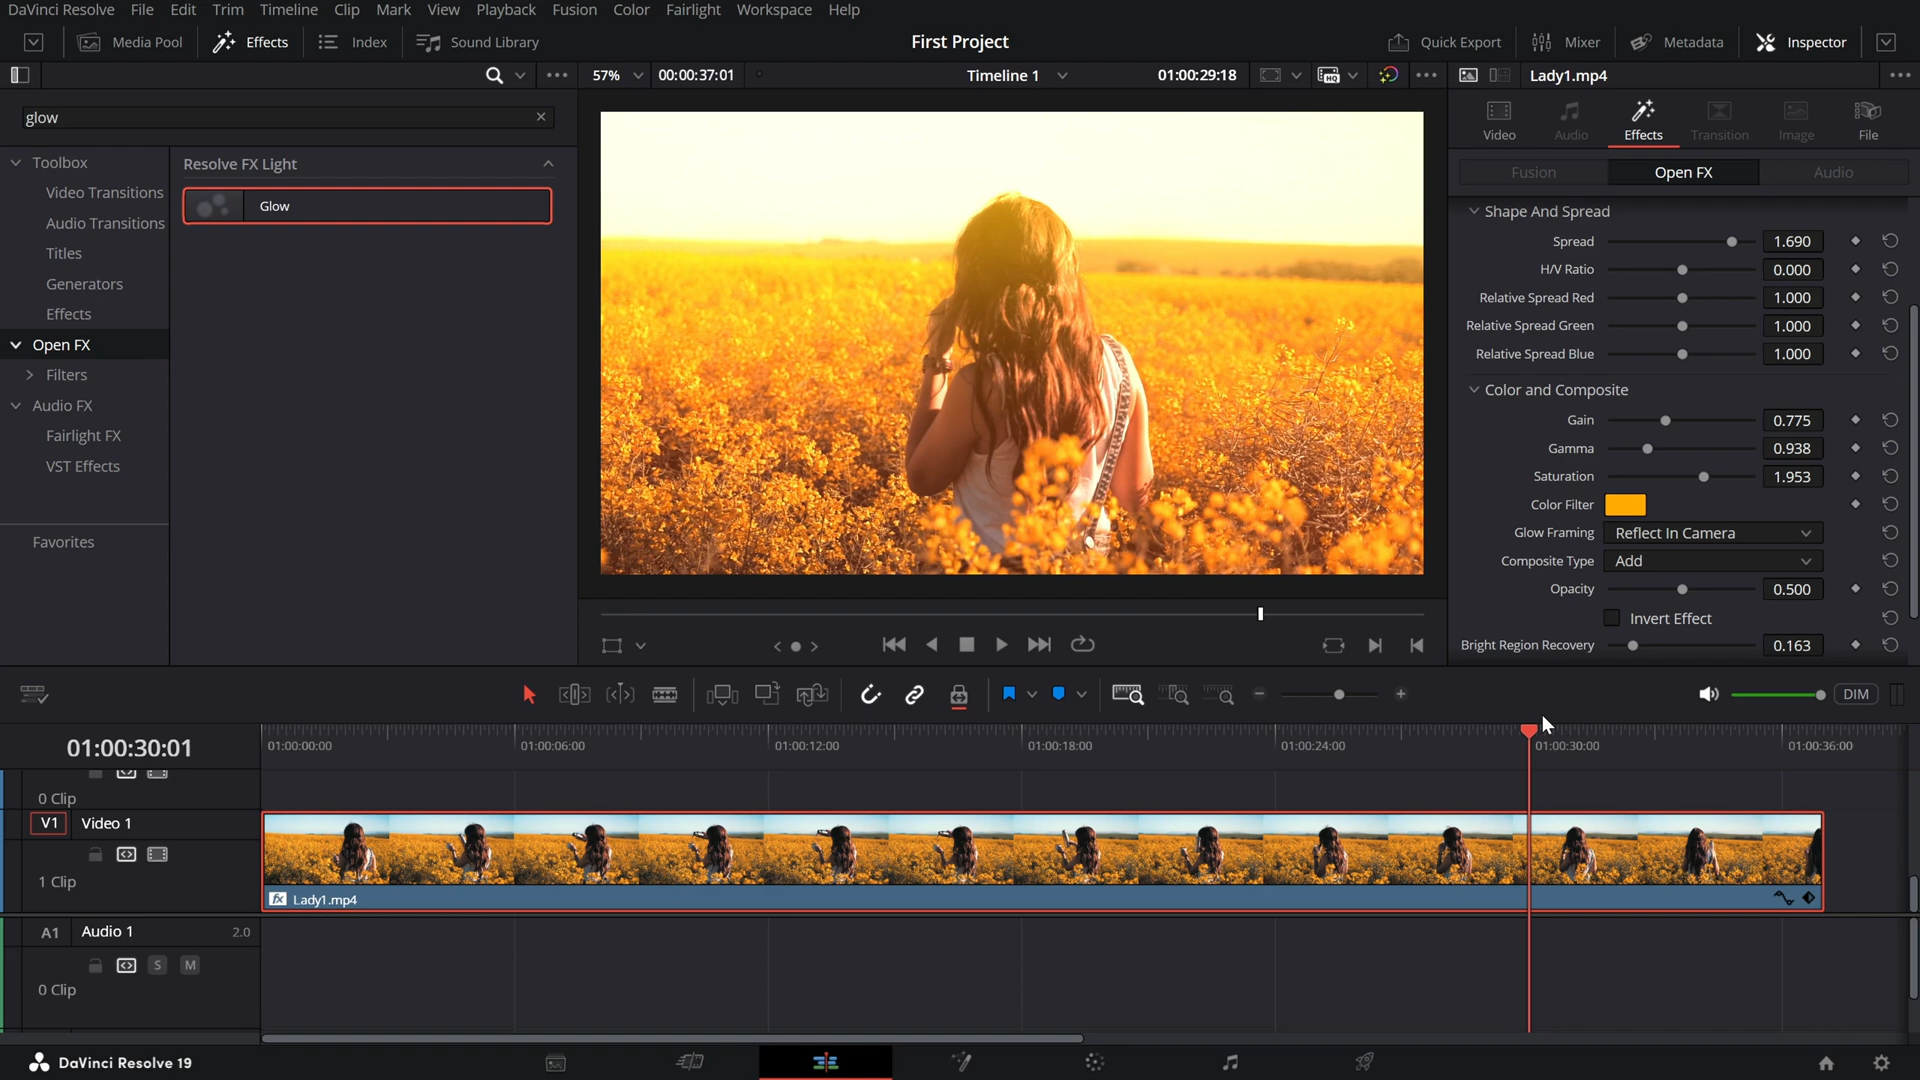 DaVinci Resolve File Edit Trim Timeline Clip Mark View Playback Fusion Color Fairlight Workspace Help
Media Pool Effects Index Sound Library First Project Quick Export Mixer Metadata Inspector
57% 00:00:37:01 Timeline 1 01:00:29:18 HQ Lady1.mp4
glow
Video Audio Effects Transition Image File
Fusion Open FX Audio
Toolbox
Video Transitions
Audio Transitions
Titles
Generators
Effects
Open FX
Filters
Audio FX
Fairlight FX
VST Effects
Favorites
Resolve FX Light
Glow
Shape And Spread
Spread 1.690
H/V Ratio 0.000
Relative Spread Red 1.000
Relative Spread Green 1.000
Relative Spread Blue 1.000
Color and Composite
Gain 0.775
Gamma 0.938
Saturation 1.953
Color Filter
Glow Framing Reflect In Camera
Composite Type Add
Opacity 0.500
Invert Effect
Bright Region Recovery 0.163
DIM
01:00:30:01 01:00:00:00 01:00:06:00 01:00:12:00 01:00:18:00 01:00:24:00 01:00:30:00 01:00:36:00
0 Clip
V1 Video 1
1 Clip
fx Lady1.mp4
A1 Audio 1 2.0
S M
0 Clip
DaVinci Resolve 19